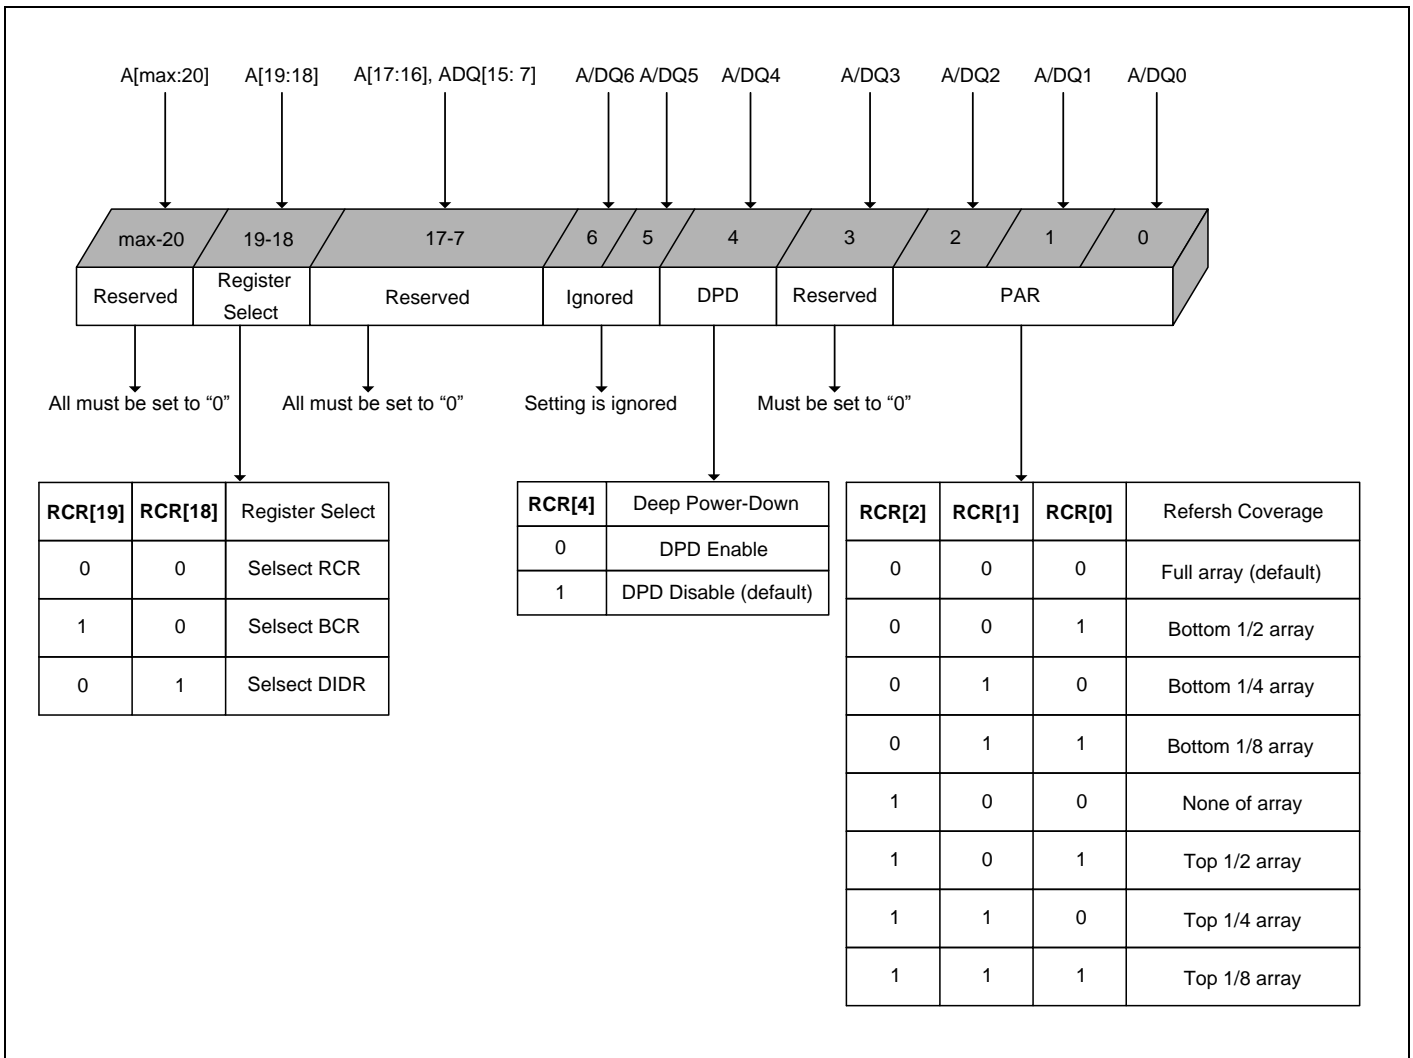 A[max:20] A[19:18] A[17:16], ADQ[15: 7] A/DQ6 A/DQ5 A/DQ4 A/DQ3 A/DQ2 A/DQ1 A/DQ0
max-20 19-18 17-7 6 5 4 3 2 1 0
Reserved Register Select Reserved Ignored DPD Reserved PAR
All must be set to “0” All must be set to “0” Setting is ignored Must be set to “0”
RCR[19] RCR[18] Register Select
0 0 Selsect RCR
1 0 Selsect BCR
0 1 Selsect DIDR
RCR[4] Deep Power-Down
0 DPD Enable
1 DPD Disable (default)
RCR[2] RCR[1] RCR[0] Refersh Coverage
0 0 0 Full array (default)
0 0 1 Bottom 1/2 array
0 1 0 Bottom 1/4 array
0 1 1 Bottom 1/8 array
1 0 0 None of array
1 0 1 Top 1/2 array
1 1 0 Top 1/4 array
1 1 1 Top 1/8 array